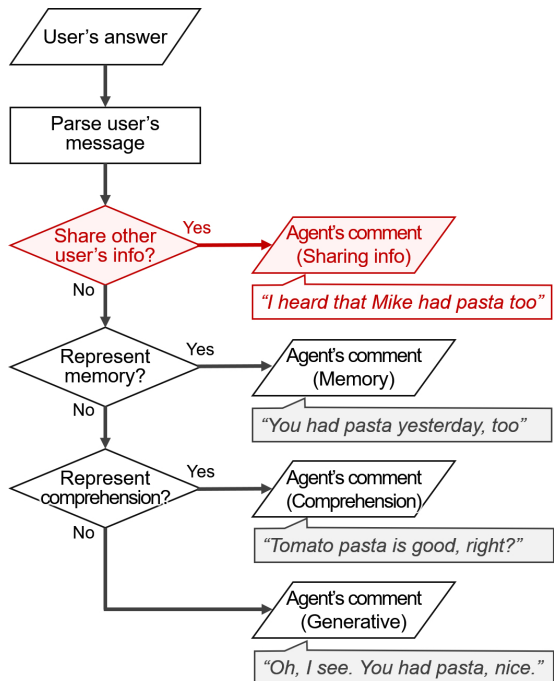 User's answer
Parse user's
message
Share other
user's info?
Yes
Agent's comment
(Sharing info)
No
“I heard that Mike had pasta too”
Represent
memory?
Yes
Agent's comment
(Memory)
No
“You had pasta yesterday, too”
Represent
comprehension?
Yes
Agent's comment
(Comprehension)
No
“Tomato pasta is good, right?”
Agent's comment
(Generative)
“Oh, I see. You had pasta, nice.”